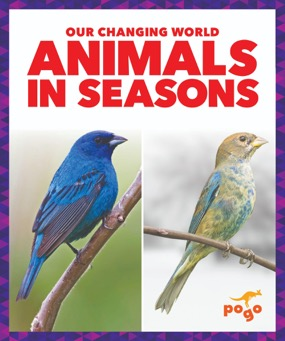 OUR CHANGING WORLD
ANIMALS
IN SEASONS
pogo